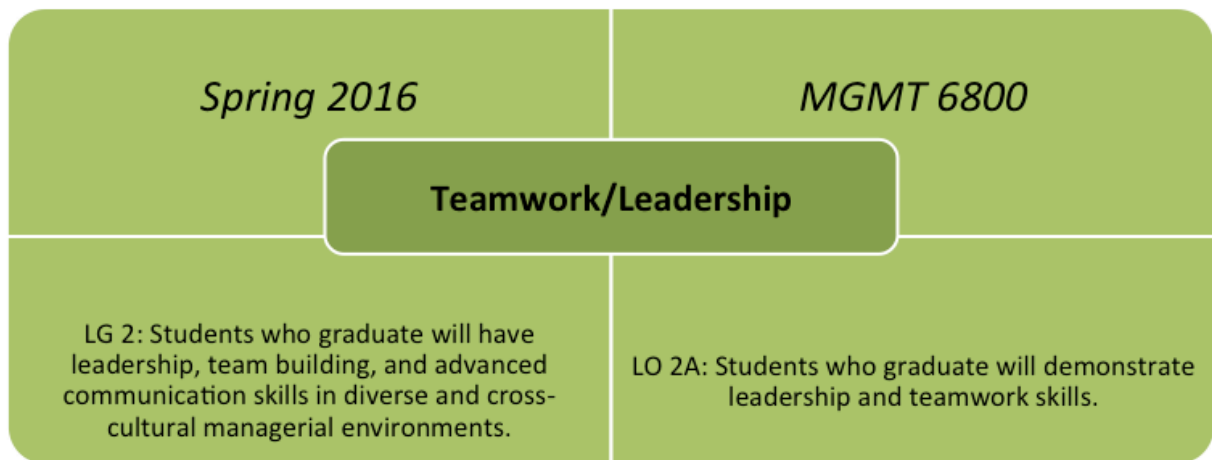 Spring 2016
MGMT 6800
Teamwork/Leadership
LG 2: Students who graduate will have
leadership, team building, and advanced
communication skills in diverse and cross-
cultural managerial environments.
LO 2A: Students who graduate will demonstrate
leadership and teamwork skills.